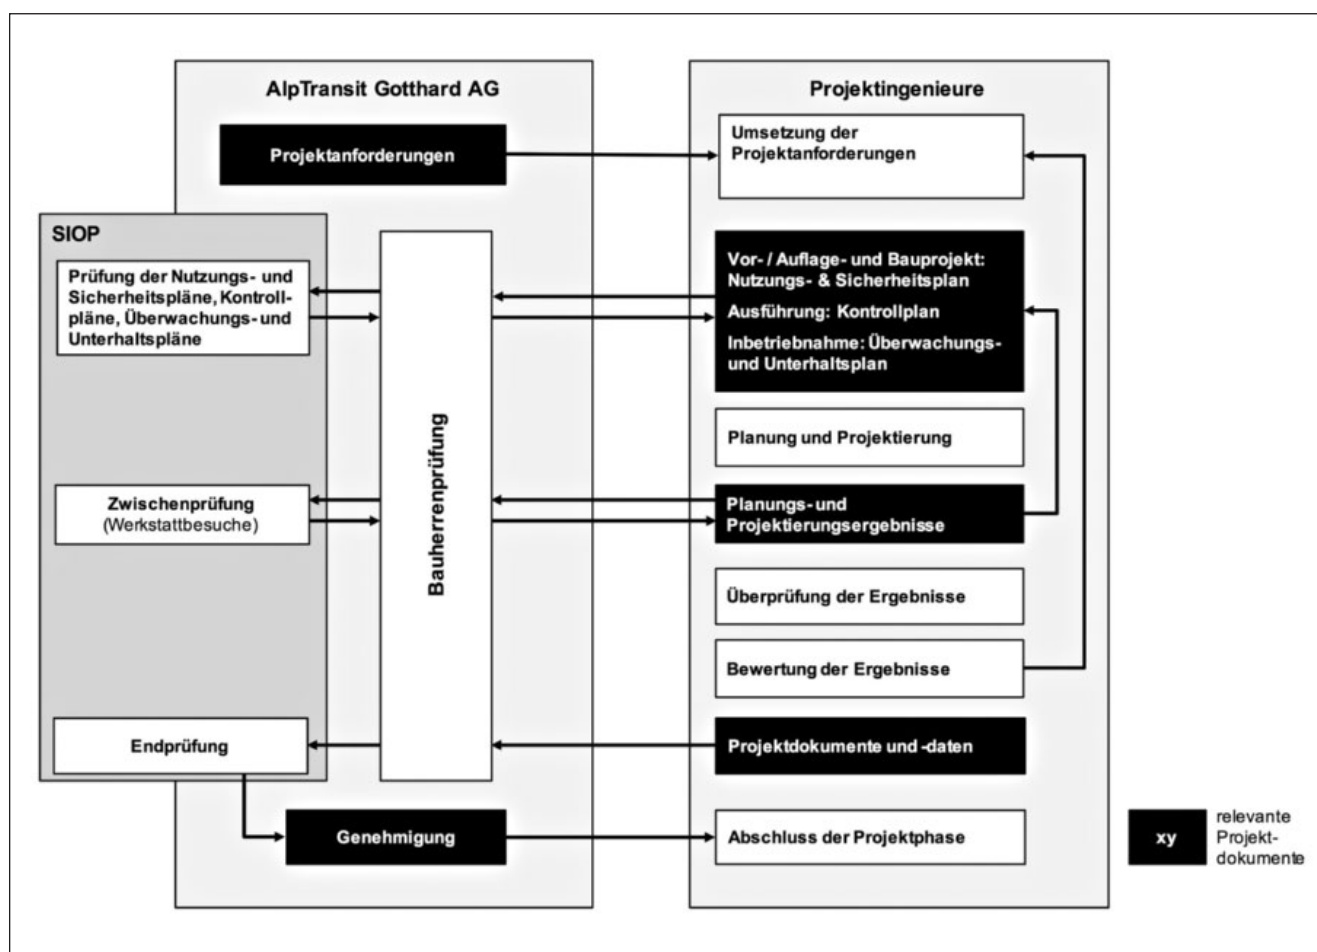 AlpTransit Gotthard AG
Projektanforderungen
SIOP
Prüfung der Nutzungs- und
Sicherheitspläne, Kontroll-
pläne, Überwachungs- und
Unterhaltspläne
Zwischenprüfung
(Werkstattbesuche)
Endprüfung
Bauherrenprüfung
Genehmigung
Projektingenieure
Umsetzung der
Projektanforderungen
Vor- / Auflage- und Bauprojekt:
Nutzungs- & Sicherheitsplan
Ausführung: Kontrollplan
Inbetriebnahme: Überwachungs-
und Unterhaltsplan
Planung und Projektierung
Planungs- und
Projektierungsergebnisse
Überprüfung der Ergebnisse
Bewertung der Ergebnisse
Projektdokumente und -daten
Abschluss der Projektphase
xy
relevante
Projekt-
dokumente